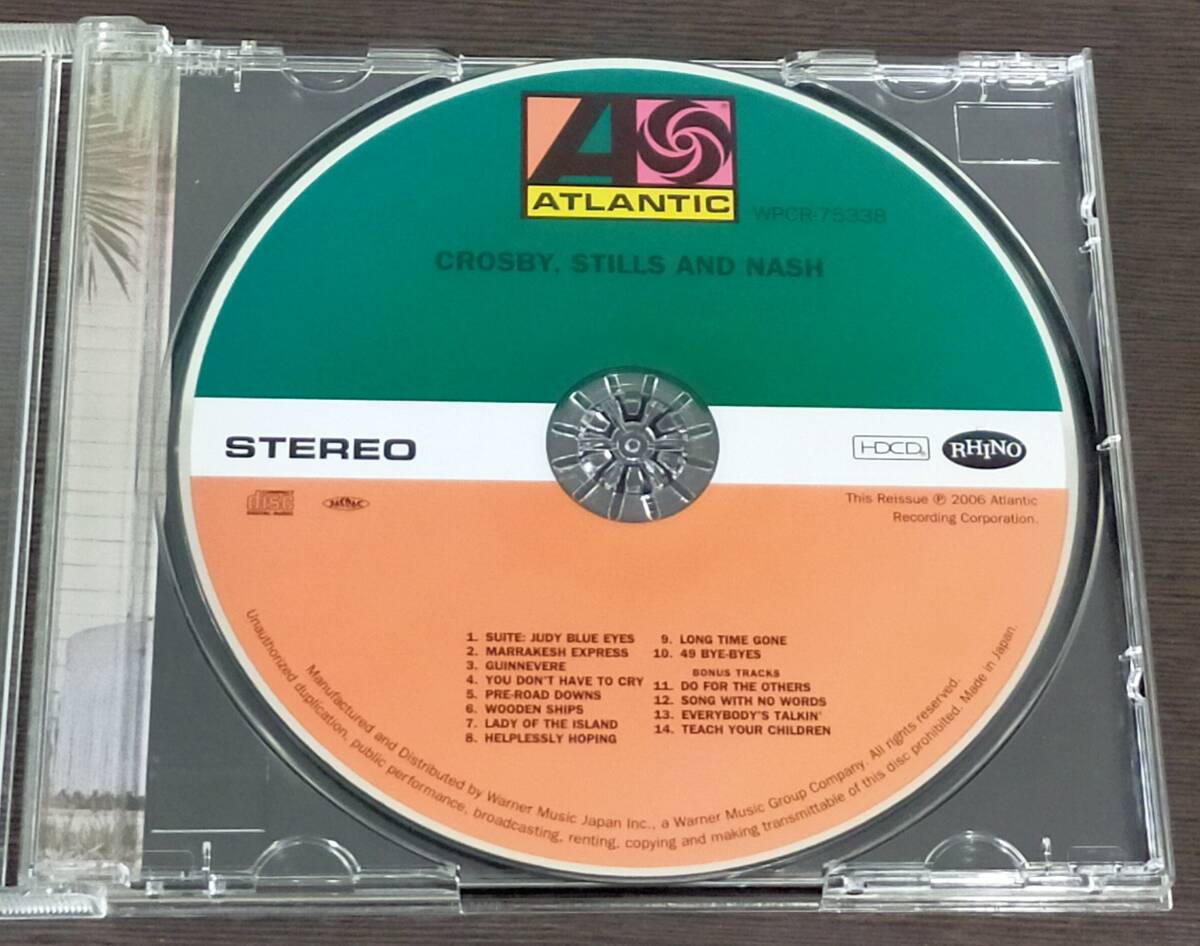 ATLANTIC
WPCR-75338
CROSBY, STILLS AND NASH
STEREO
HDCD®
RHINO
disc
DIGITAL AUDIO
This Reissue ℗ 2006 Atlantic
Recording Corporation.
1. SUITE: JUDY BLUE EYES
2. MARRAKESH EXPRESS
3. GUINNEVERE
4. YOU DON'T HAVE TO CRY
5. PRE-ROAD DOWNS
6. WOODEN SHIPS
7. LADY OF THE ISLAND
8. HELPLESSLY HOPING
9. LONG TIME GONE
10. 49 BYE-BYES
BONUS TRACKS
11. DO FOR THE OTHERS
12. SONG WITH NO WORDS
13. EVERYBODY'S TALKIN'
14. TEACH YOUR CHILDREN
Manufactured and Distributed by Warner Music Japan Inc., a Warner Music Group Company. All rights reserved.
Unauthorized duplication, public performance, broadcasting, renting, copying and making transmittable of this disc prohibited. Made in Japan.